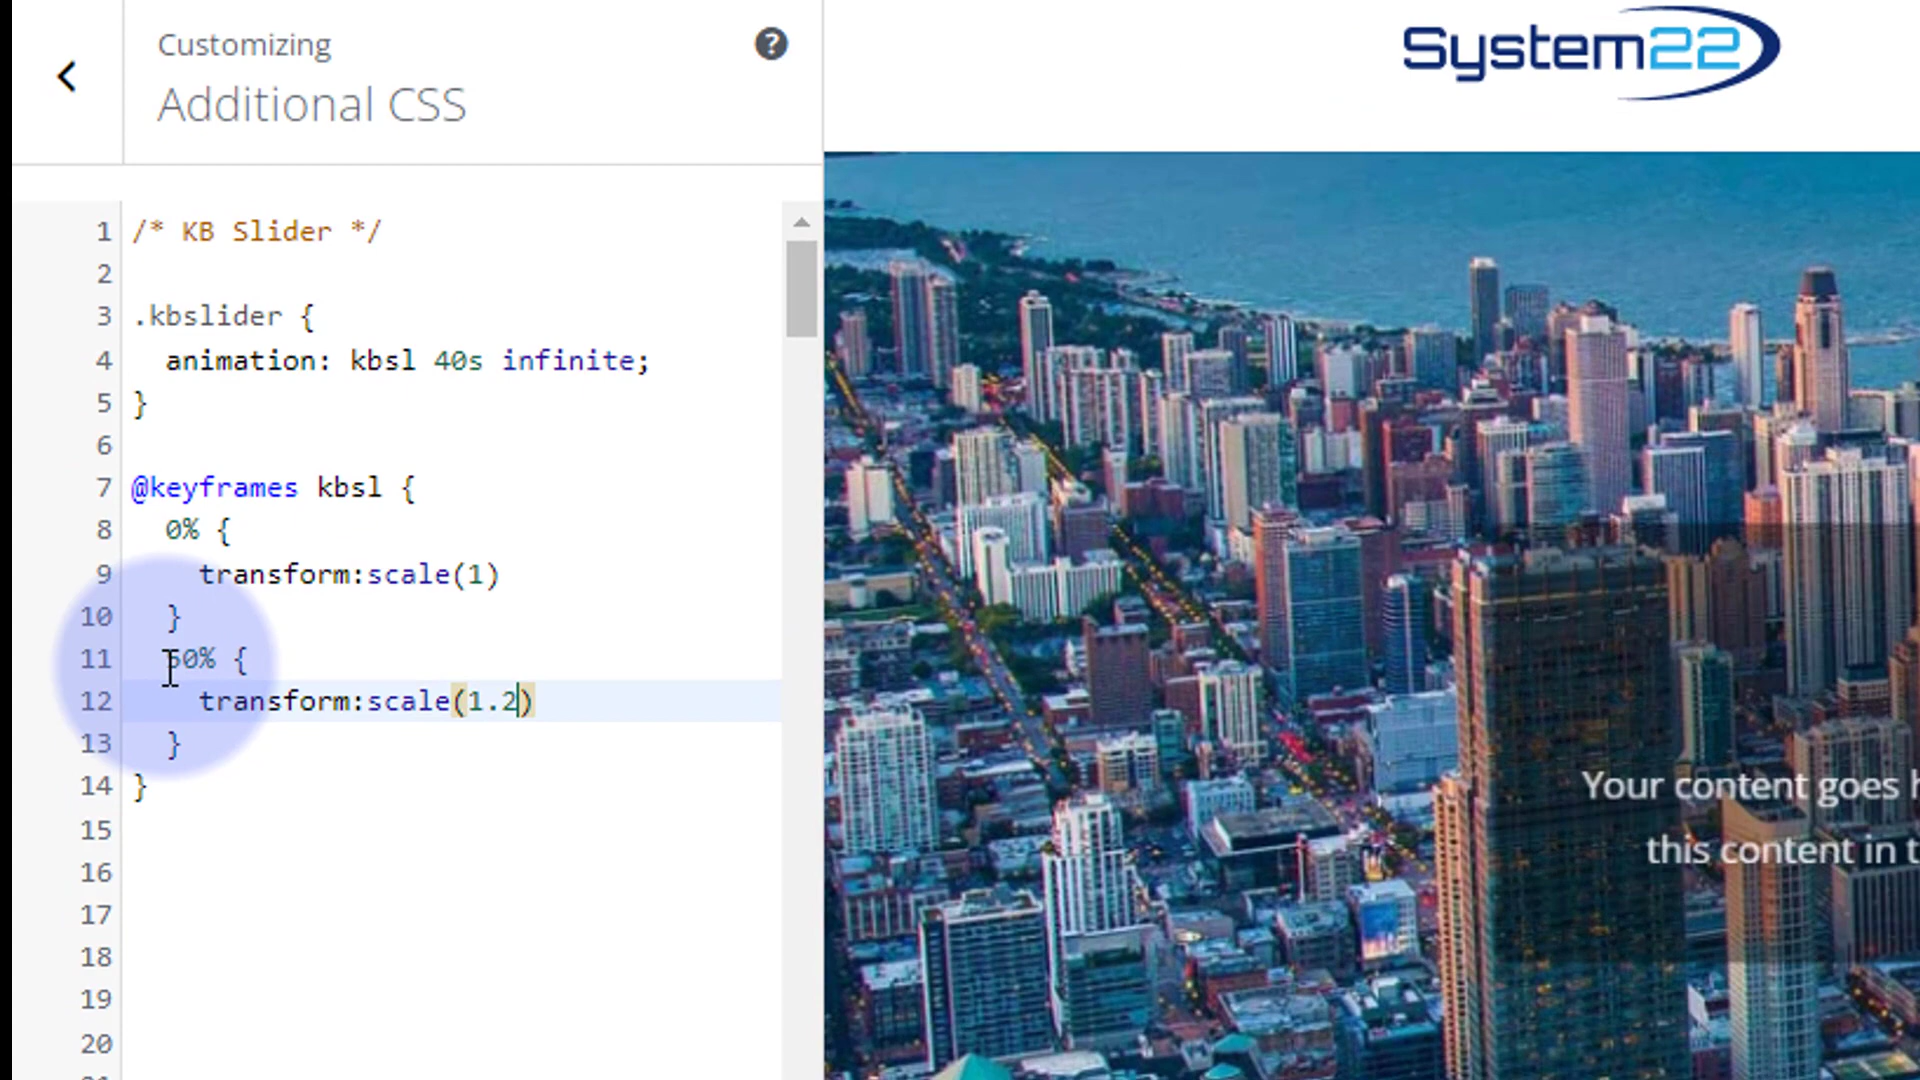 Customizing
?
Additional CSS
System22
1 /* KB Slider */
2
3 .kbslider {
4 animation: kbsl 40s infinite;
5 }
6
7 @keyframes kbsl {
8 0% {
9 transform:scale(1)
10 }
11 50% {
12 transform:scale(1.2)
13 }
14 }
15
16
17
18
19
20
Your content goes
this content in